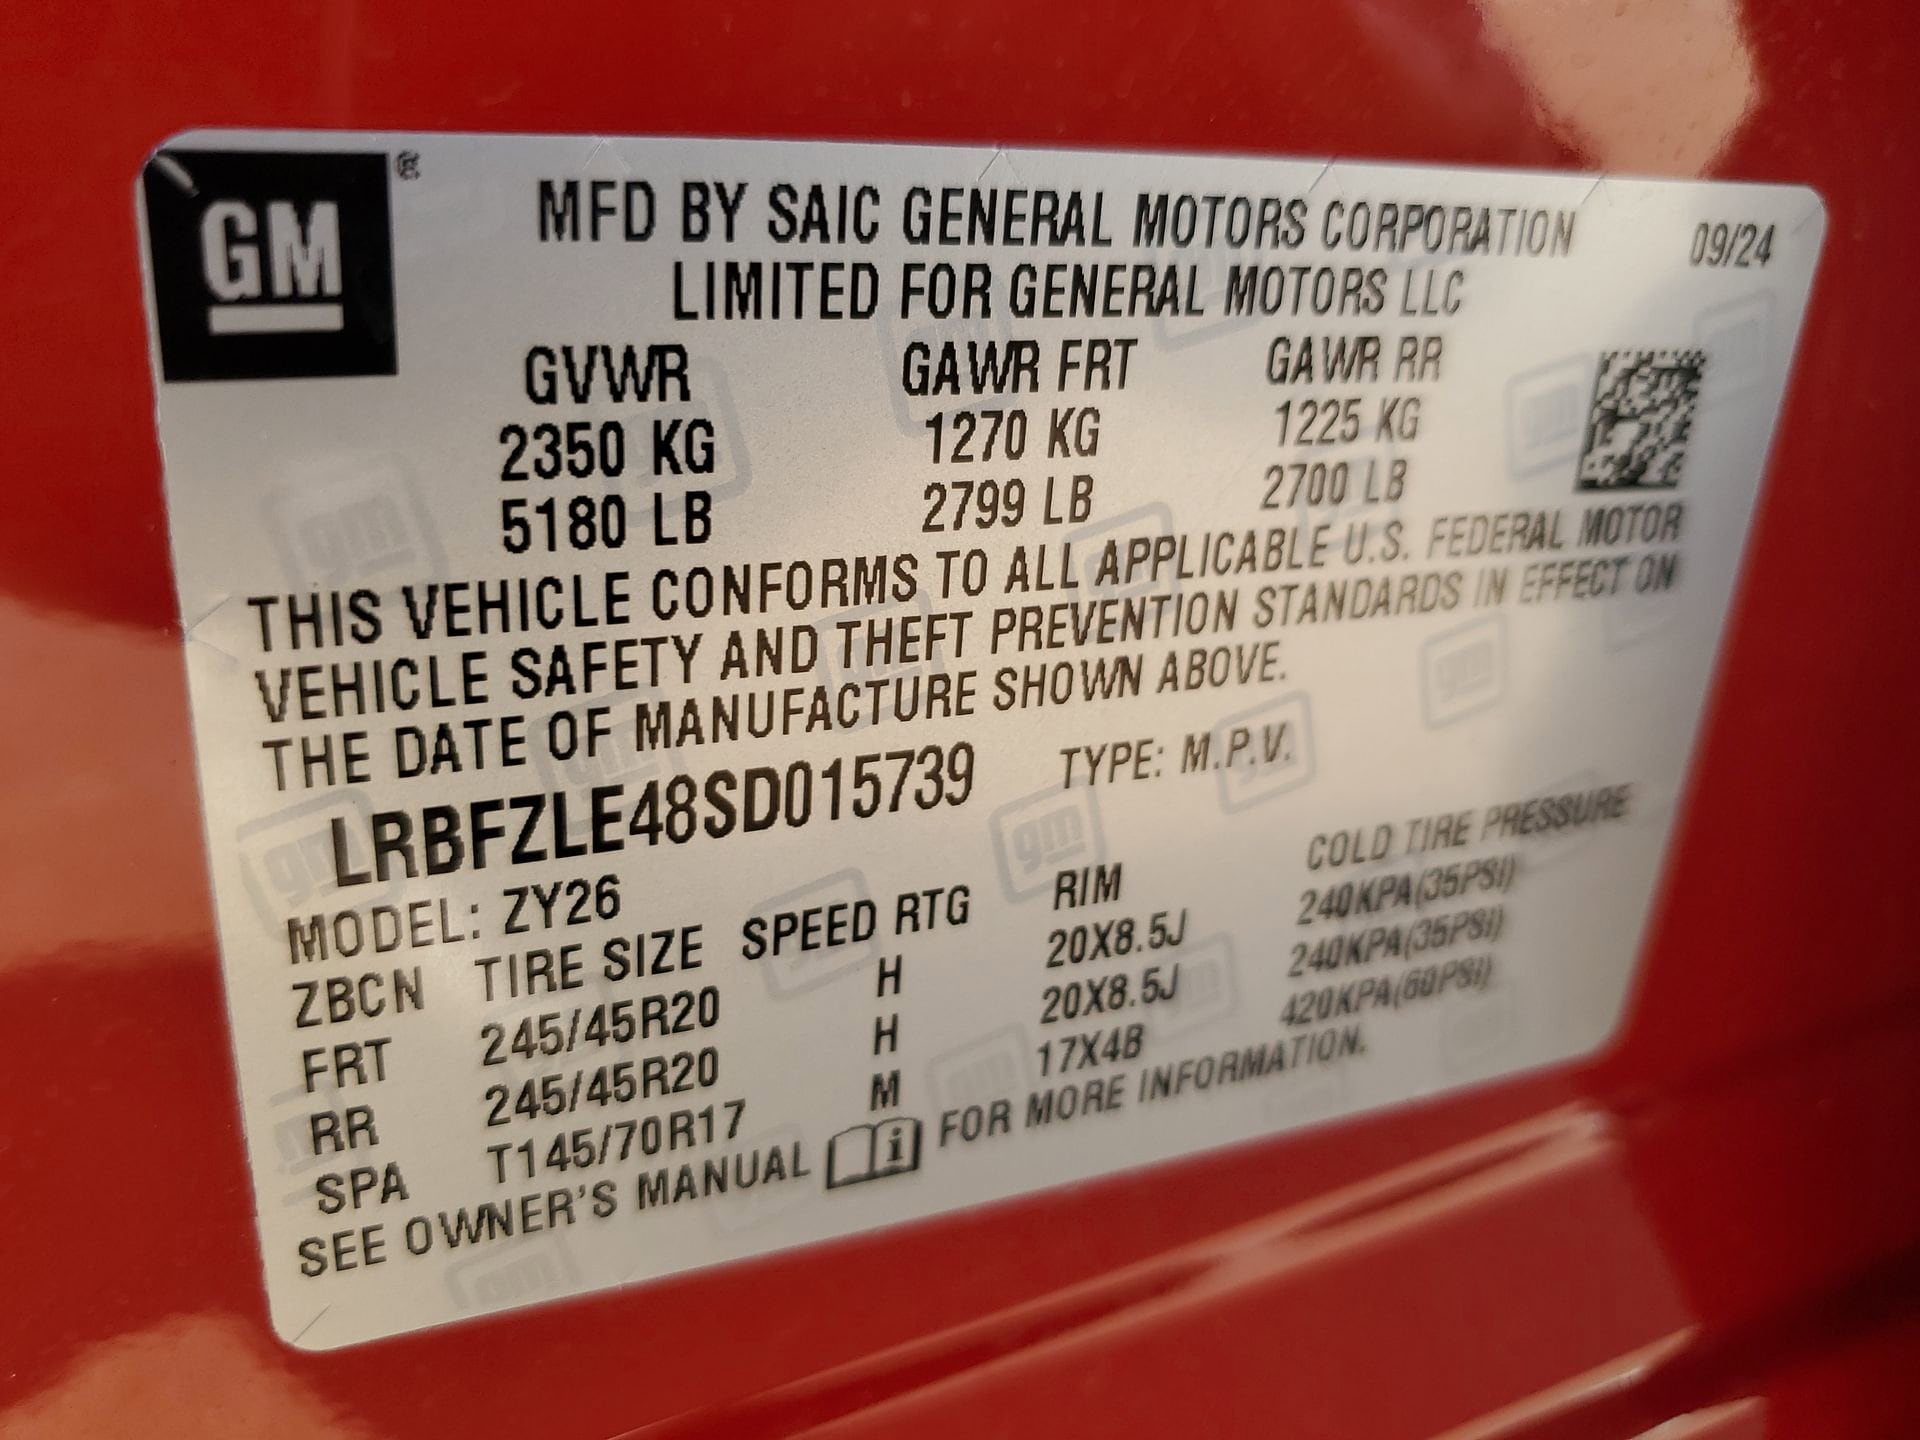 GM ®
MFD BY SAIC GENERAL MOTORS CORPORATION 09/24
LIMITED FOR GENERAL MOTORS LLC
GVWR GAWR FRT GAWR RR
2350 KG 1270 KG 1225 KG
5180 LB 2799 LB 2700 LB
THIS VEHICLE CONFORMS TO ALL APPLICABLE U.S. FEDERAL MOTOR
VEHICLE SAFETY AND THEFT PREVENTION STANDARDS IN EFFECT ON
THE DATE OF MANUFACTURE SHOWN ABOVE.
LRBFZLE48SD015739 TYPE: M.P.V.
MODEL: ZY26
ZBCN TIRE SIZE SPEED RTG RIM COLD TIRE PRESSURE
FRT 245/45R20 H 20X8.5J 240KPA(35PSI)
RR 245/45R20 H 20X8.5J 240KPA(35PSI)
SPA T145/70R17 M 17X4B 420KPA(60PSI)
SEE OWNER'S MANUAL i FOR MORE INFORMATION.